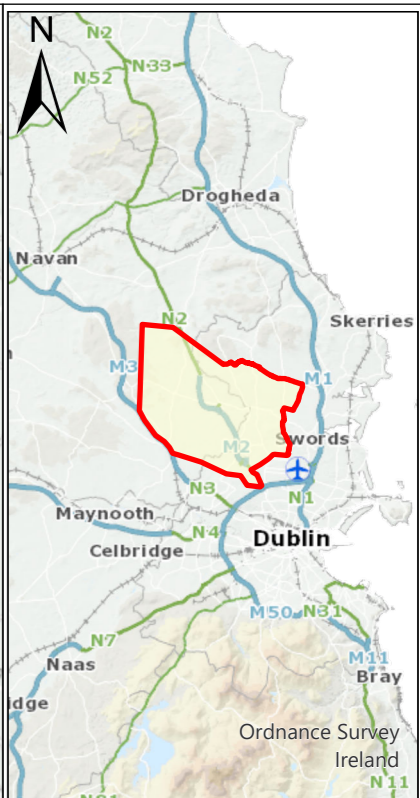 N
N2
N33
N52
Drogheda
Navan
N2
Skerries
M3
M1
M2
Swords
N3
N1
Maynooth
N4
Dublin
Celbridge
M50
N31
N7
M11
Naas
Bray
idge
Ordnance Survey
Ireland
N11